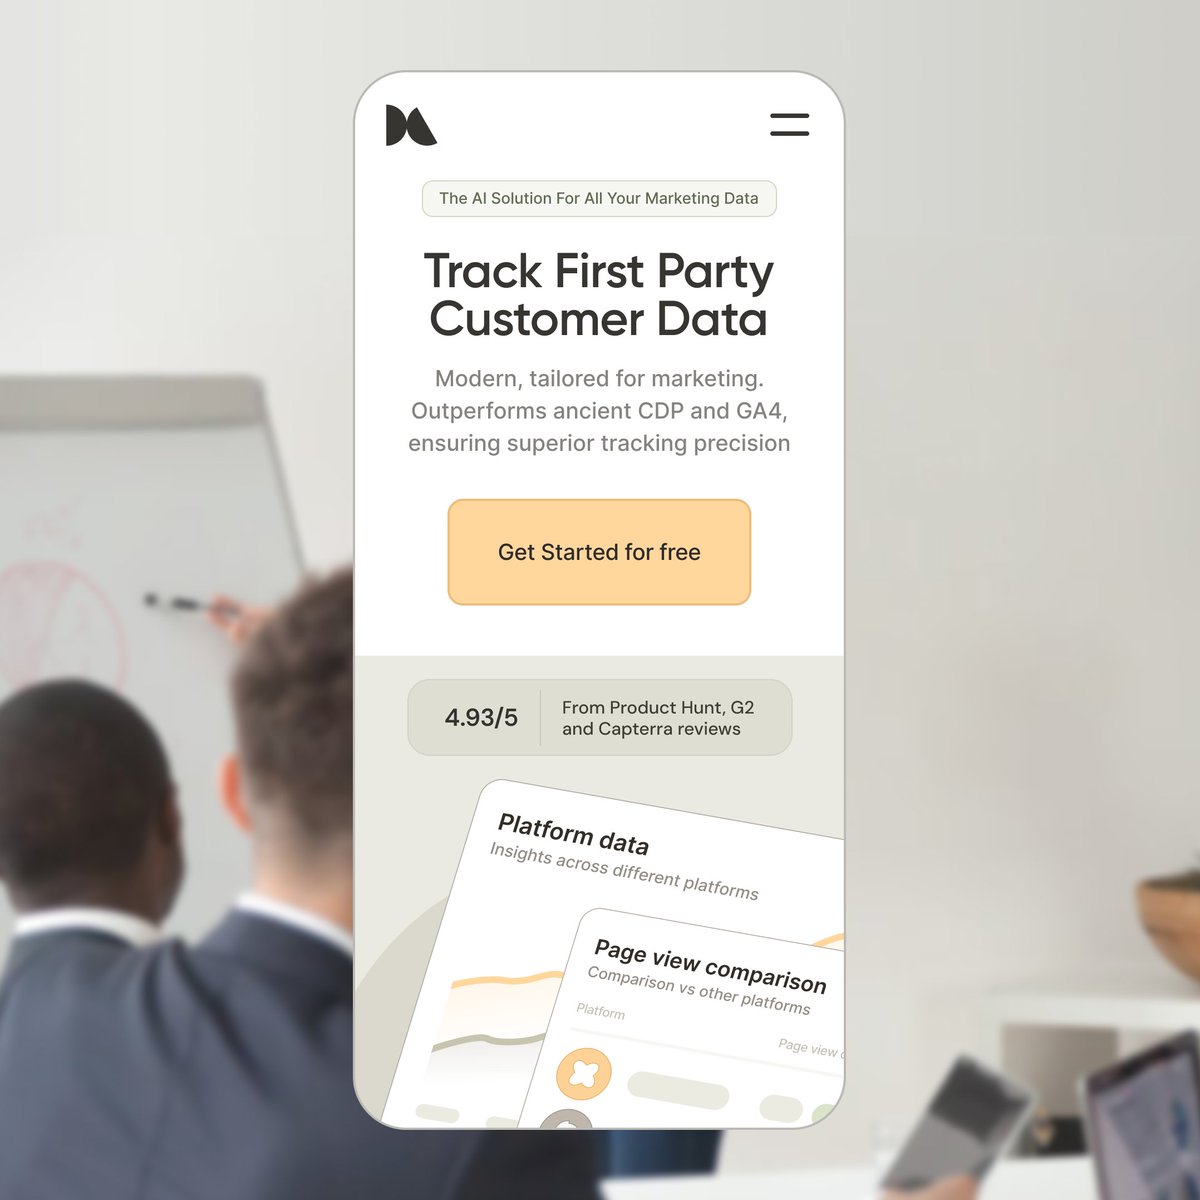 The AI Solution For All Your Marketing Data
Track First Party
Customer Data
Modern, tailored for marketing.
Outperforms ancient CDP and GA4,
ensuring superior tracking precision
Get Started for free
4.93/5
From Product Hunt, G2
and Capterra reviews
Platform data
Insights across different platforms
Page view comparison
Comparison vs other platforms
Platform
Page view